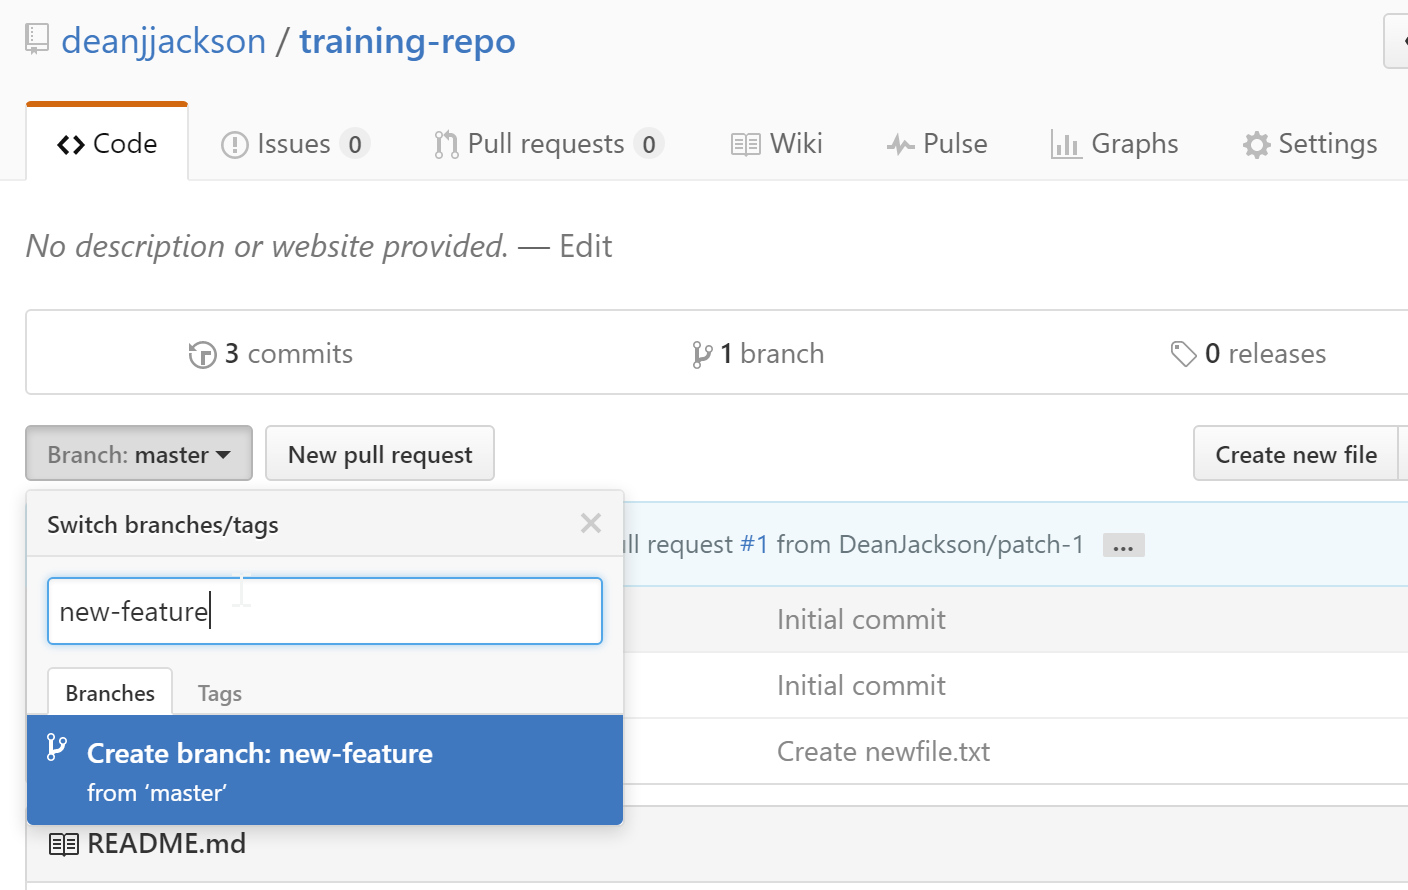 deanjjackson / training-repo
Code Issues 0 Pull requests 0 Wiki Pulse Graphs Settings
No description or website provided. — Edit
3 commits 1 branch 0 releases
Branch: master New pull request Create new file
Switch branches/tags
request #1 from DeanJackson/patch-1 ...
new-feature
Initial commit
Branches Tags
Initial commit
Create branch: new-feature
from ‘master’
Create newfile.txt
README.md